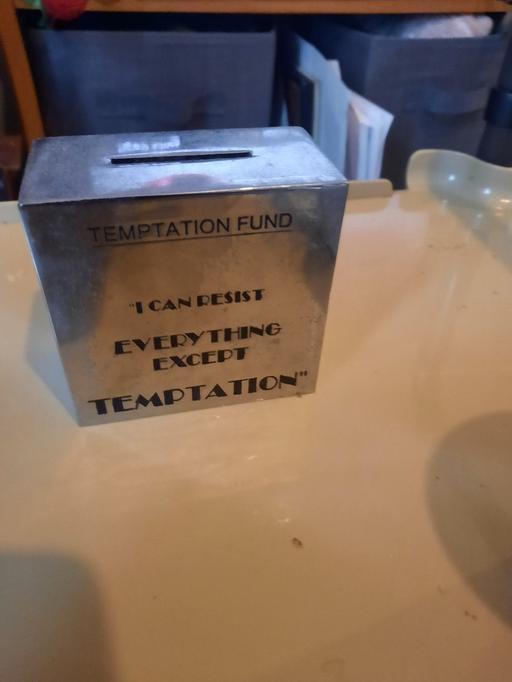 TEMPTATION FUND
"I CAN RESIST
EVERYTHING
EXCEPT
TEMPTATION"